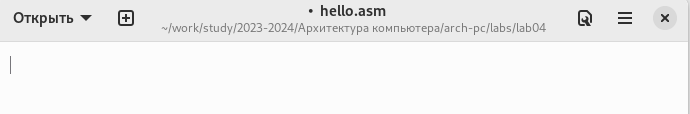 Открыть
• hello.asm
~/work/study/2023-2024/Архитектура компьютера/arch-pc/labs/lab04